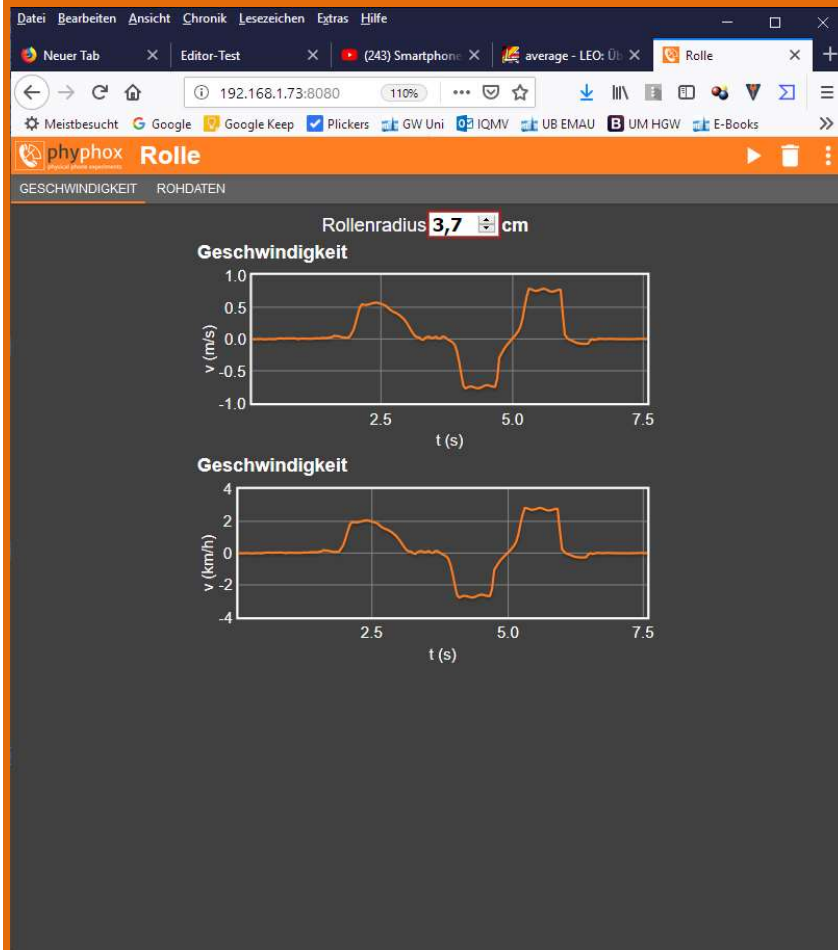 Datei Bearbeiten Ansicht Chronik Lesezeichen Extras Hilfe
Neuer Tab Editor-Test (243) Smartphone average - LEO: Üb Rolle
192.168.1.73:8080 110%
Meistbesucht Google Google Keep Plickers GW Uni IQMV UB EMAU UM HGW E-Books
phyphox Rolle
physical phone experiments
GESCHWINDIGKEIT ROHDATEN
Rollenradius 3,7 cm
Geschwindigkeit
1.0
0.5
0.0
-0.5
-1.0
v (m/s)
2.5 5.0 7.5
t (s)
Geschwindigkeit
4
2
0
-2
-4
v (km/h)
2.5 5.0 7.5
t (s)